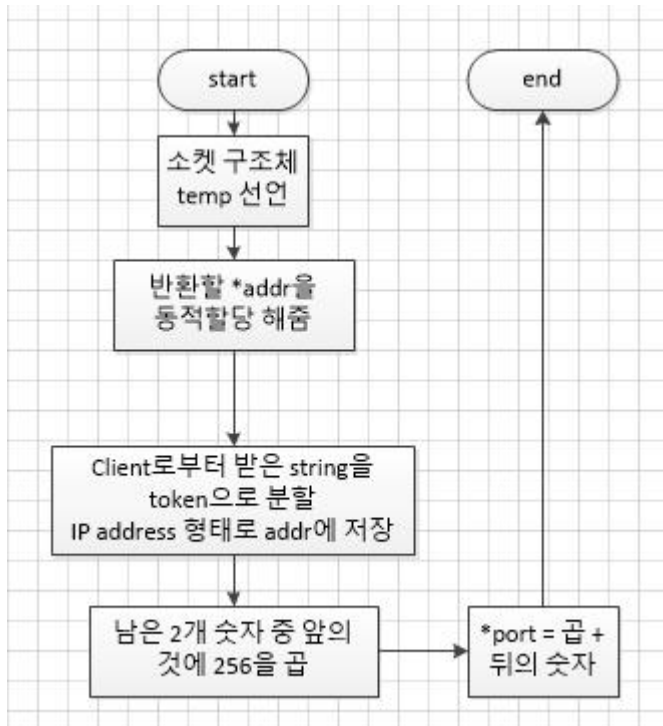 start
소켓 구조체
temp 선언
반환할 *addr을
동적할당 해줌
Client로부터 받은 string을
token으로 분할
IP address 형태로 addr에 저장
남은 2개 숫자 중 앞의
것에 256을 곱
*port = 곱 +
뒤의 숫자
end